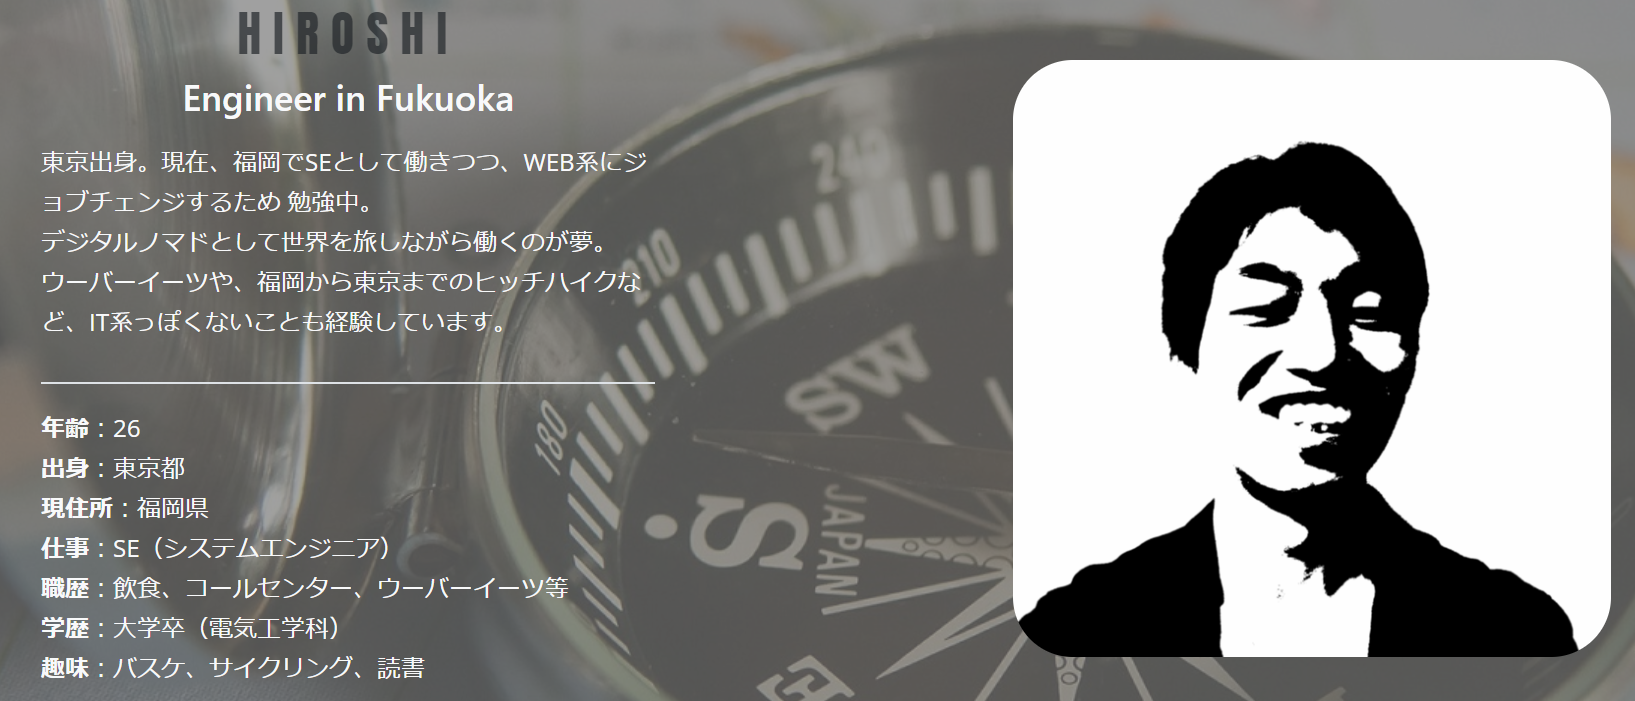 HIROSHI
Engineer in Fukuoka
東京出身。現在、福岡でSEとして働きつつ、WEB系にジ
ョブチェンジするため 勉強中。
デジタルノマドとして世界を旅しながら働くのが夢。
ウーバーイーツや、福岡から東京までのヒッチハイクな
ど、IT系っぽくないことも経験しています。
年齢：26
出身：東京都
現住所：福岡県
仕事：SE（システムエンジニア）
職歴：飲食、コールセンター、ウーバーイーツ等
学歴：大学卒（電気工学科）
趣味：バスケ、サイクリング、読書
240
210
SW
180
S
JAPAN